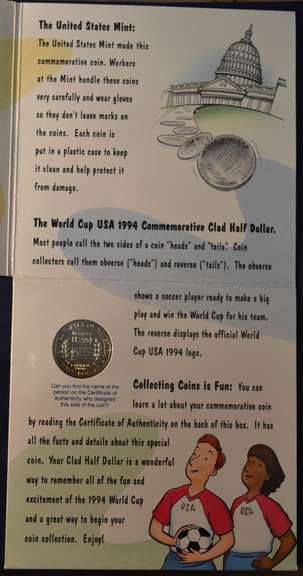 The United States Mint:
The United States Mint made this
commemorative coin. Workers
at the Mint handle these coins
very carefully and wear gloves
so they don't leave marks on
the coins. Each coin is
put in a plastic case to keep
it clean and help protect it
from damage.
The World Cup USA 1994 Commemorative Clad Half Dollar.
Most people call the two sides of a coin "heads" and "tails". Coin
collectors call them obverse ("heads") and reverse ("tails"). The obverse
shows a soccer player ready to make a big
play and win the World Cup for his team.
The reverse displays the official World
Cup USA 1994 logo.
Can you find the name of the
person on the Certificate of
Authenticity who designed
this side of the coin?
Collecting Coins is Fun: You can
learn a lot about your commemorative coin
by reading the Certificate of Authenticity on the back of this box. It has
all the facts and details about this special
coin. Your Clad Half Dollar is a wonderful
way to remember all of the fun and
excitement of the 1994 World Cup
and a great way to begin your
coin collection. Enjoy!
USA
USA